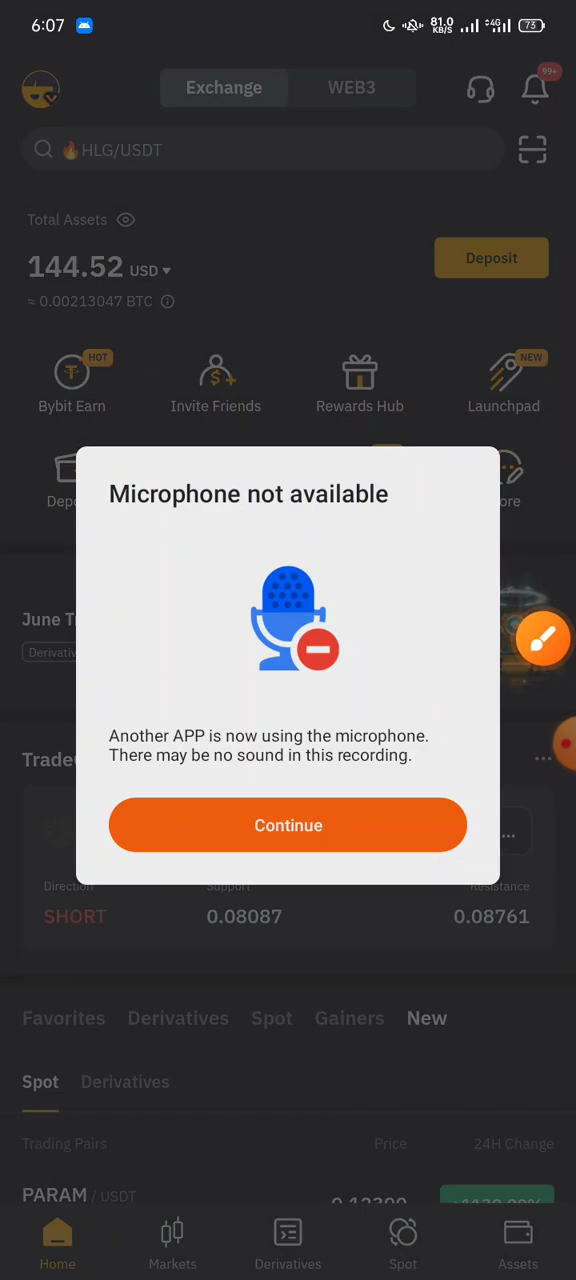 6:07
81.0
KB/S
4G
73
Exchange
WEB3
99+
🔥HLG/USDT
Total Assets
144.52 USD
Deposit
≈ 0.00213047 BTC
HOT
NEW
Bybit Earn
Invite Friends
Rewards Hub
Launchpad
Microphone not available
June
Another APP is now using the microphone.
There may be no sound in this recording.
Continue
Direction
Support
Resistance
SHORT
0.08087
0.08761
Favorites
Derivatives
Spot
Gainers
New
Spot
Derivatives
Trading Pairs
Price
24H Change
PARAM / USDT
Home
Markets
Derivatives
Spot
Assets